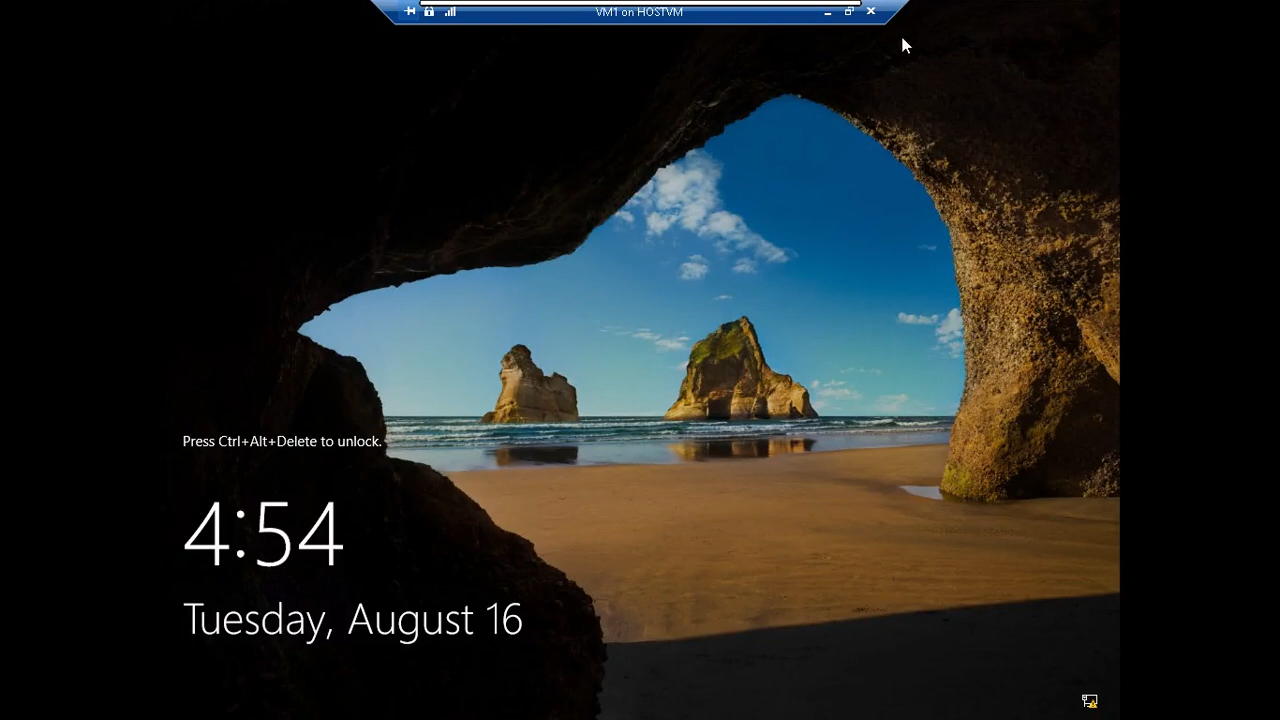 VM1 on HOSTVM
Press Ctrl+Alt+Delete to unlock.
4:54
Tuesday, August 16